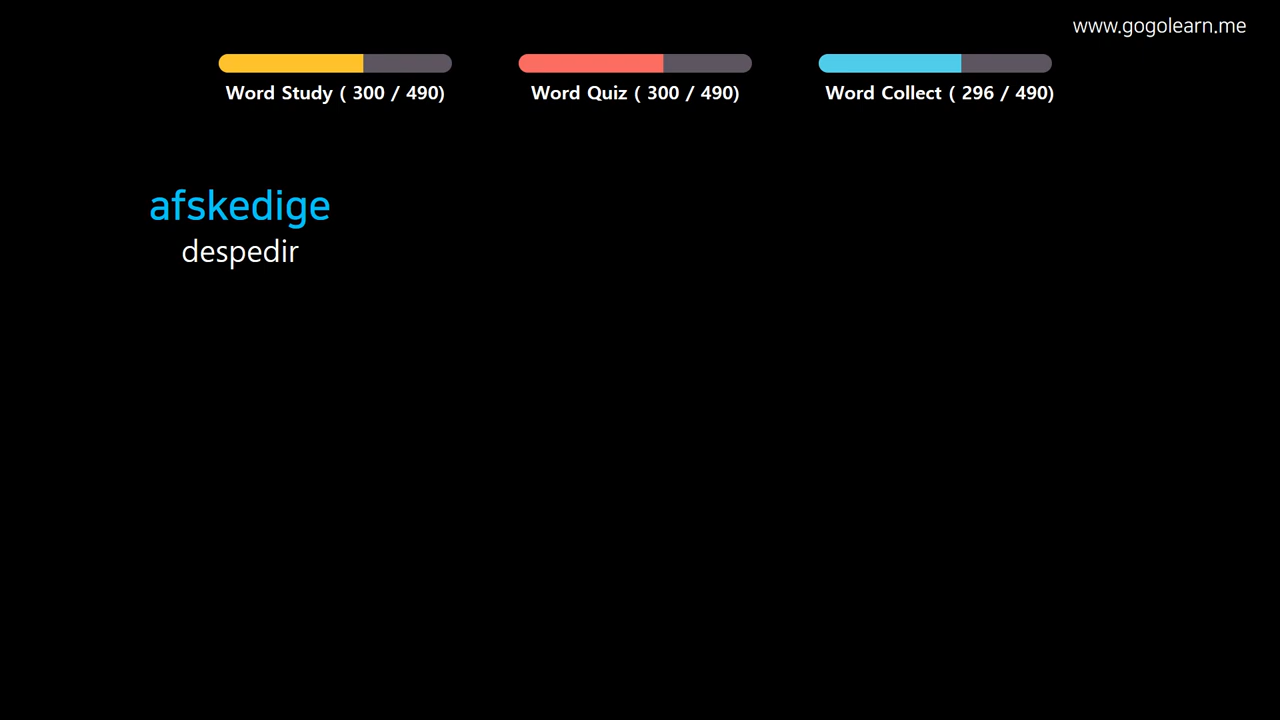 www.gogolearn.me
Word Study ( 300 / 490)
Word Quiz ( 300 / 490)
Word Collect ( 296 / 490)
afskedige
despedir